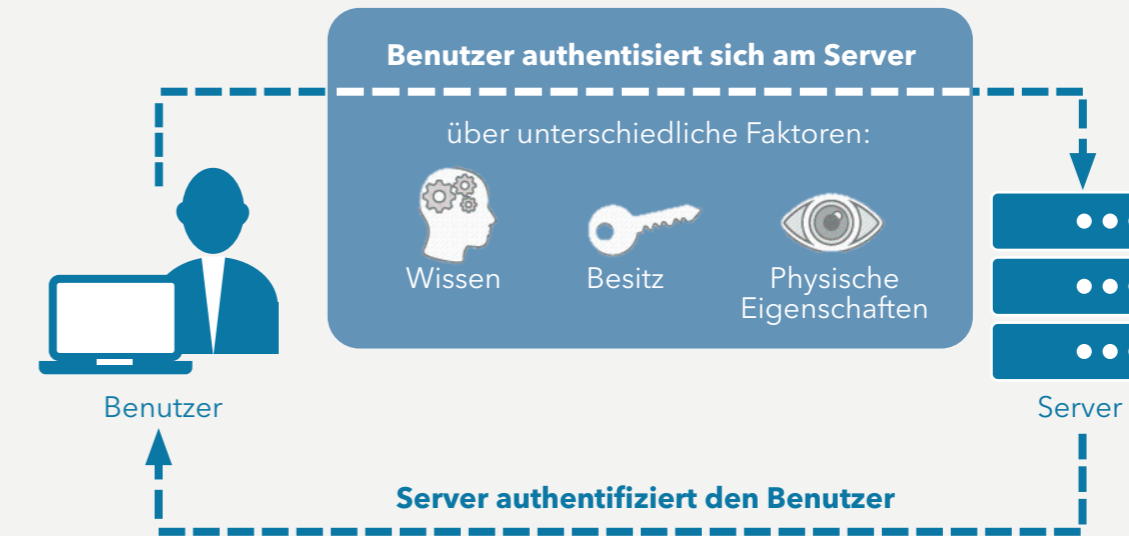 Benutzer authentisiert sich am Server
über unterschiedliche Faktoren:
Wissen
Besitz
Physische
Eigenschaften
Benutzer
Server
Server authentifiziert den Benutzer